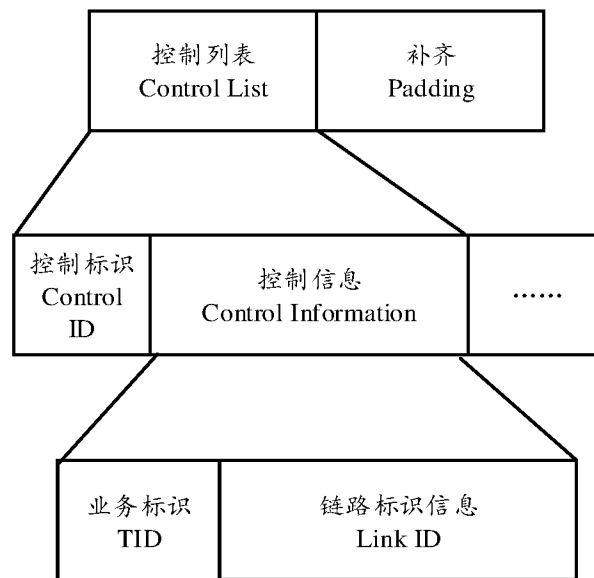 控制列表
Control List
补齐
Padding
控制标识
Control
ID
控制信息
Control Information
……
业务标识
TID
链路标识信息
Link ID